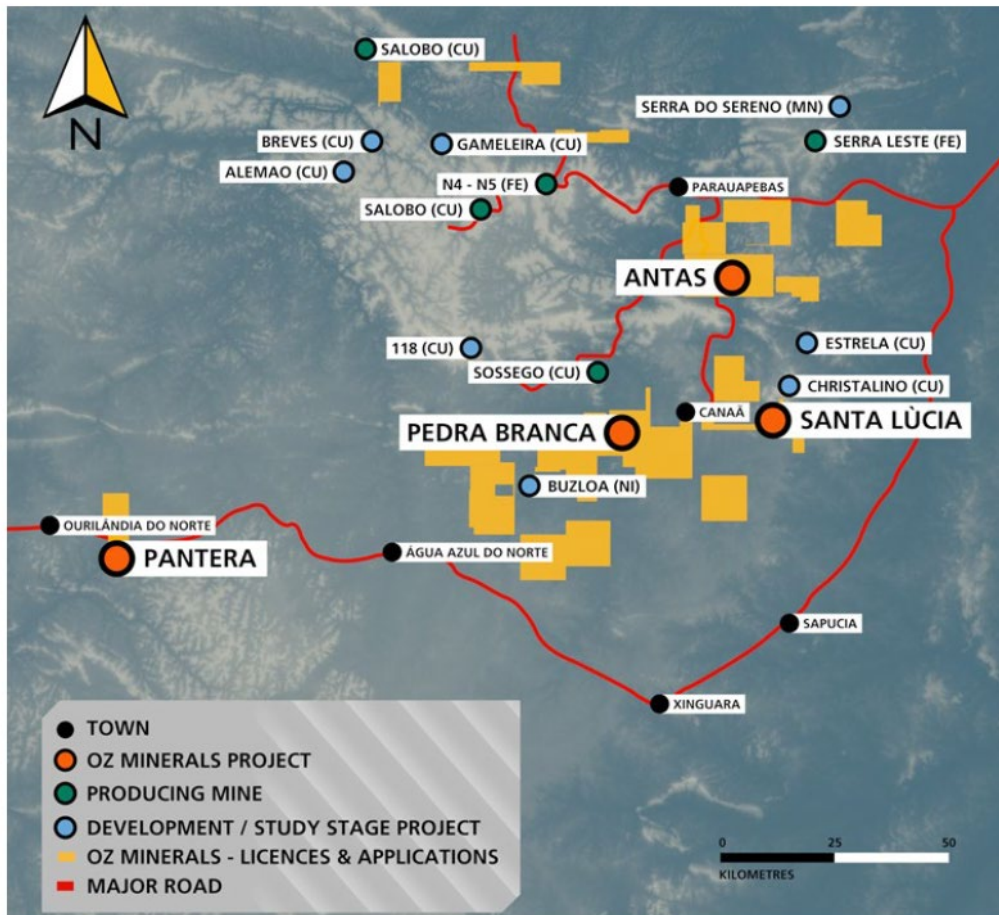 SALOBO (CU)
N
SERRA DO SERENO (MN)
BREVES (CU)
GAMELEIRA (CU)
SERRA LESTE (FE)
ALEMAO (CU)
N4 - N5 (FE)
PARAUAPEBAS
SALOBO (CU)
ANTAS
118 (CU)
ESTRELA (CU)
SOSSEGO (CU)
CHRISTALINO (CU)
CANAÃ
SANTA LÙCIA
PEDRA BRANCA
BUZLOA (NI)
OURILÂNDIA DO NORTE
PANTERA
ÁGUA AZUL DO NORTE
SAPUCIA
XINGUARA
TOWN
OZ MINERALS PROJECT
PRODUCING MINE
DEVELOPMENT / STUDY STAGE PROJECT
OZ MINERALS - LICENCES & APPLICATIONS
MAJOR ROAD
0 25 50
KILOMETRES